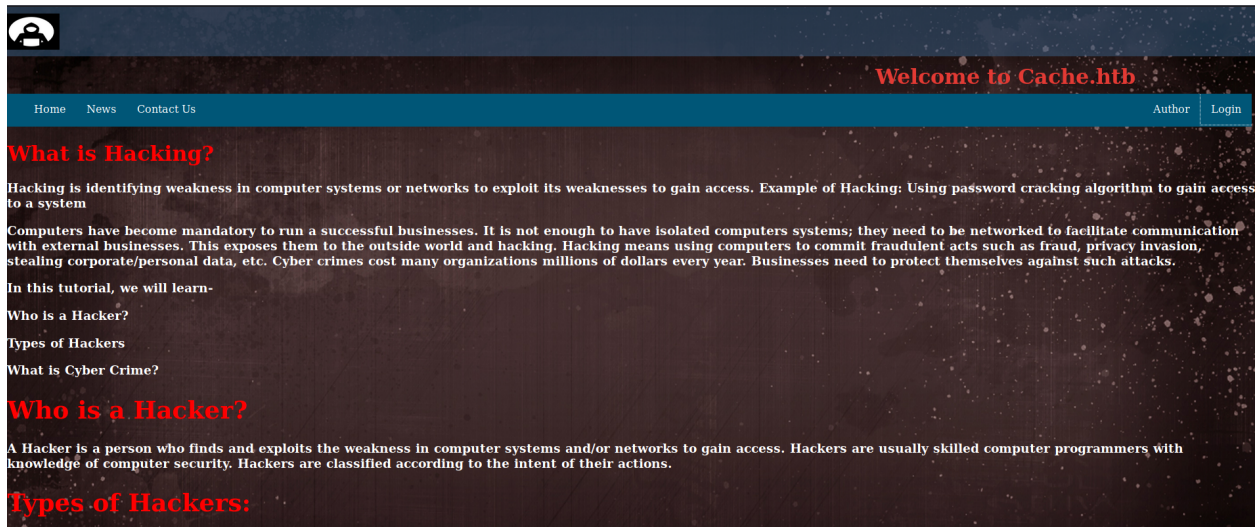 Welcome to Cache.htb
Home News Contact Us Author Login
What is Hacking?
Hacking is identifying weakness in computer systems or networks to exploit its weaknesses to gain access. Example of Hacking: Using password cracking algorithm to gain access
to a system
Computers have become mandatory to run a successful businesses. It is not enough to have isolated computers systems; they need to be networked to facilitate communication
with external businesses. This exposes them to the outside world and hacking. Hacking means using computers to commit fraudulent acts such as fraud, privacy invasion,
stealing corporate/personal data, etc. Cyber crimes cost many organizations millions of dollars every year. Businesses need to protect themselves against such attacks.
In this tutorial, we will learn-
Who is a Hacker?
Types of Hackers
What is Cyber Crime?
Who is a Hacker?
A Hacker is a person who finds and exploits the weakness in computer systems and/or networks to gain access. Hackers are usually skilled computer programmers with
knowledge of computer security. Hackers are classified according to the intent of their actions.
Types of Hackers: